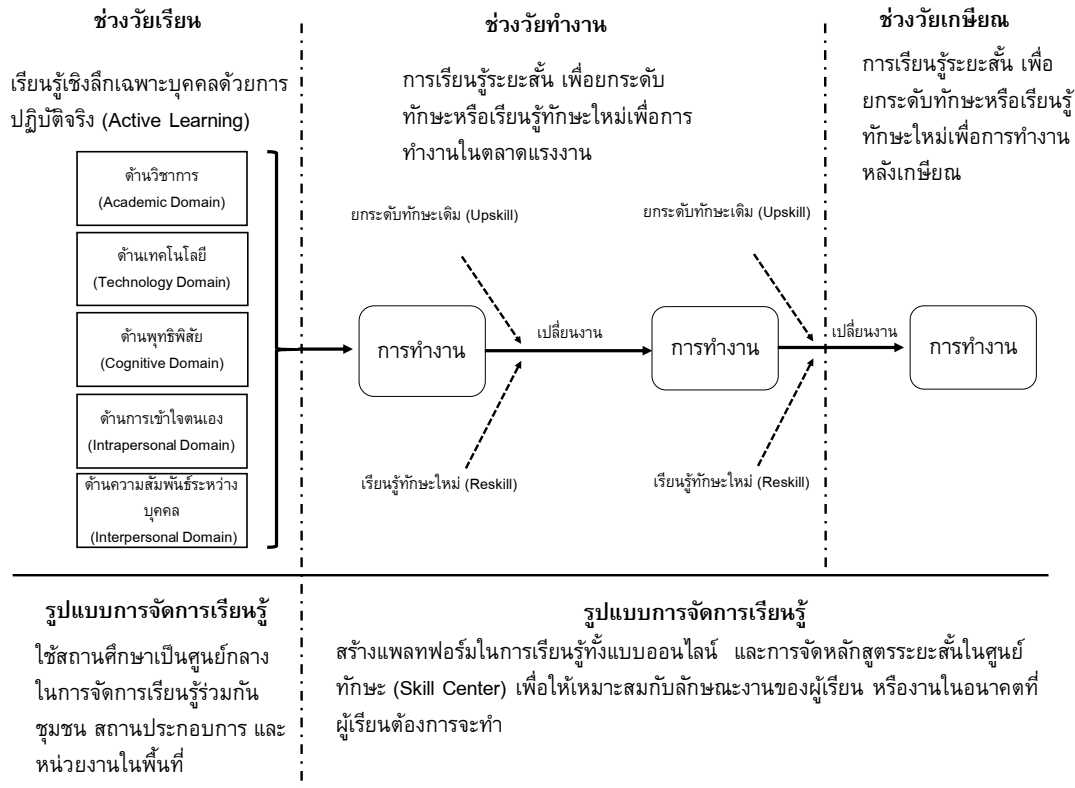 ช่วงวัยเรียน
เรียนรู้เชิงลึกเฉพาะบุคคลด้วยการ
ปฏิบัติจริง (Active Learning)
ด้านวิชาการ
(Academic Domain)
ด้านเทคโนโลยี
(Technology Domain)
ด้านพุทธิพิสัย
(Cognitive Domain)
ด้านการเข้าใจตนเอง
(Intrapersonal Domain)
ด้านความสัมพันธ์ระหว่าง
บุคคล
(Interpersonal Domain)
ช่วงวัยทำงาน
การเรียนรู้ระยะสั้น เพื่อยกระดับ
ทักษะหรือเรียนรู้ทักษะใหม่เพื่อการ
ทำงานในตลาดแรงงาน
ยกระดับทักษะเดิม (Upskill)
ยกระดับทักษะเดิม (Upskill)
การทำงาน
เปลี่ยนงาน
การทำงาน
เปลี่ยนงาน
เรียนรู้ทักษะใหม่ (Reskill)
เรียนรู้ทักษะใหม่ (Reskill)
ช่วงวัยเกษียณ
การเรียนรู้ระยะสั้น เพื่อ
ยกระดับทักษะหรือเรียนรู้
ทักษะใหม่เพื่อการทำงาน
หลังเกษียณ
การทำงาน
รูปแบบการจัดการเรียนรู้
ใช้สถานศึกษาเป็นศูนย์กลาง
ในการจัดการเรียนรู้ร่วมกัน
ชุมชน สถานประกอบการ และ
หน่วยงานในพื้นที่
รูปแบบการจัดการเรียนรู้
สร้างแพลทฟอร์มในการเรียนรู้ทั้งแบบออนไลน์ และการจัดหลักสูตรระยะสั้นในศูนย์
ทักษะ (Skill Center) เพื่อให้เหมาะสมกับลักษณะงานของผู้เรียน หรืองานในอนาคตที่
ผู้เรียนต้องการจะทำ